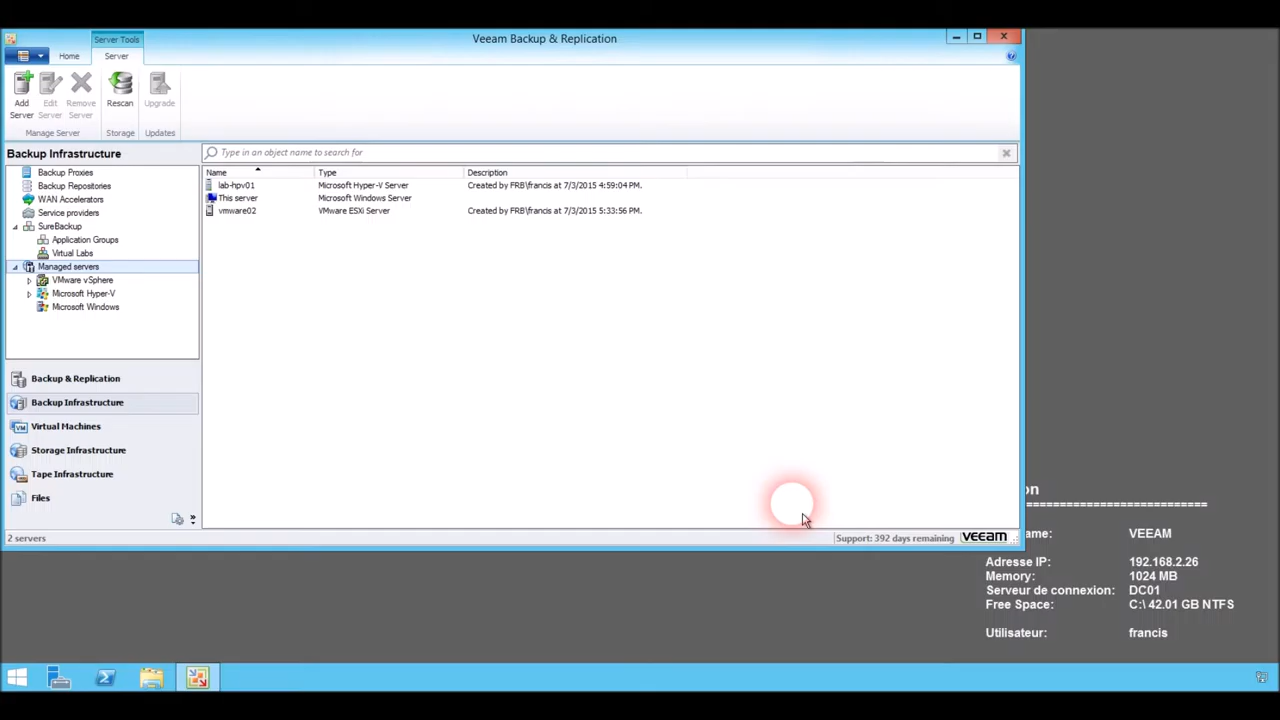 Server Tools
Veeam Backup & Replication
Home
Server
Add Server
Edit Server
Remove Server
Rescan
Upgrade
Manage Server
Storage
Updates
Backup Infrastructure
Type in an object name to search for
Backup Proxies
Backup Repositories
WAN Accelerators
Service providers
SureBackup
Application Groups
Virtual Labs
Managed servers
VMware vSphere
Microsoft Hyper-V
Microsoft Windows
Name Type Description
lab-hpv01 Microsoft Hyper-V Server Created by FRB\francis at 7/3/2015 4:59:04 PM.
This server Microsoft Windows Server
vmware02 VMware ESXi Server Created by FRB\francis at 7/3/2015 5:33:56 PM.
Backup & Replication
Backup Infrastructure
VM Virtual Machines
Storage Infrastructure
Tape Infrastructure
Files
2 servers
Support: 392 days remaining
veeam
on
==========================
ame: VEEAM
Adresse IP: 192.168.2.26
Memory: 1024 MB
Serveur de connexion: DC01
Free Space: C:\ 42.01 GB NTFS
Utilisateur: francis